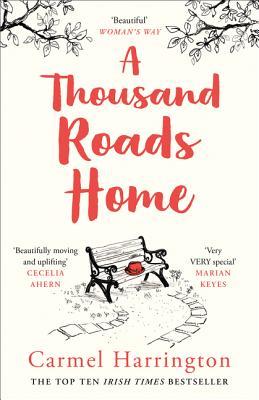 'Beautiful'
WOMAN'S WAY
A
Thousand
Roads
Home
'Beautifully moving
and uplifting'
CECELIA
AHERN
'Very
VERY special'
MARIAN
KEYES
Carmel Harrington
THE TOP TEN IRISH TIMES BESTSELLER